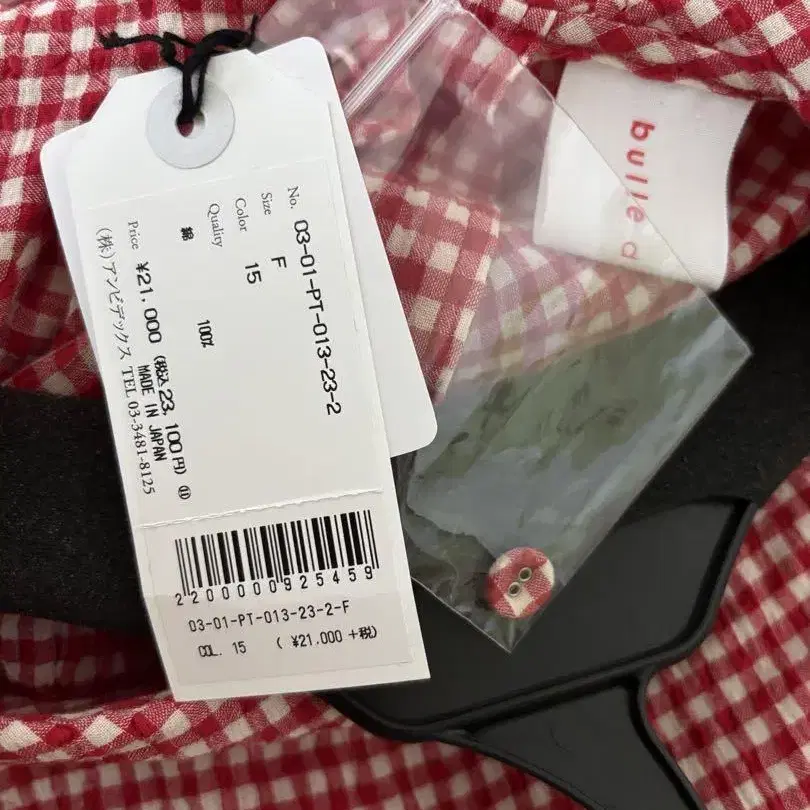 No. 03-01-PT-013-23-2
Size F
Color 15
Quality
綿 100%
Price ¥21,000 (税込 23,100円) ⑪
MADE IN JAPAN
(株)アンビデックス TEL 03-3481-8125
2200000925459
03-01-PT-013-23-2-F
COL. 15 ( ¥21,000 +税)
bulle d